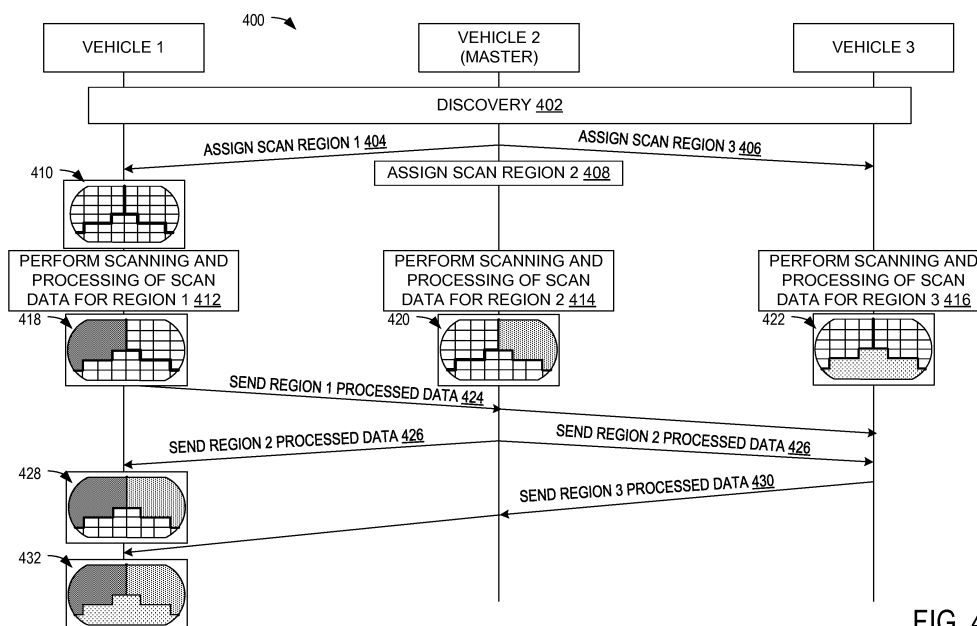 400
VEHICLE 1
VEHICLE 2
(MASTER)
VEHICLE 3
DISCOVERY 402
ASSIGN SCAN REGION 1 404
ASSIGN SCAN REGION 3 406
ASSIGN SCAN REGION 2 408
410
PERFORM SCANNING AND
PROCESSING OF SCAN
DATA FOR REGION 1 412
PERFORM SCANNING AND
PROCESSING OF SCAN
DATA FOR REGION 2 414
PERFORM SCANNING AND
PROCESSING OF SCAN
DATA FOR REGION 3 416
418
420
422
SEND REGION 1 PROCESSED DATA 424
SEND REGION 2 PROCESSED DATA 426
SEND REGION 2 PROCESSED DATA 426
428
SEND REGION 3 PROCESSED DATA 430
432
FIG. 4